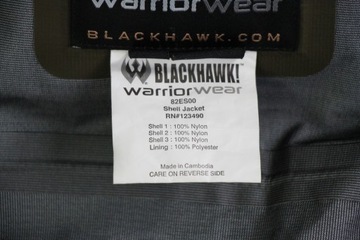 warriorwear
BLACKHAWK.COM
BLACKHAWK!
warriorwear
82ES00
Shell Jacket
RN#123490
Shell 1 : 100% Nylon
Shell 2 : 100% Nylon
Shell 3 : 100% Nylon
Lining : 100% Polyester
Made in Cambodia
CARE ON REVERSE SIDE